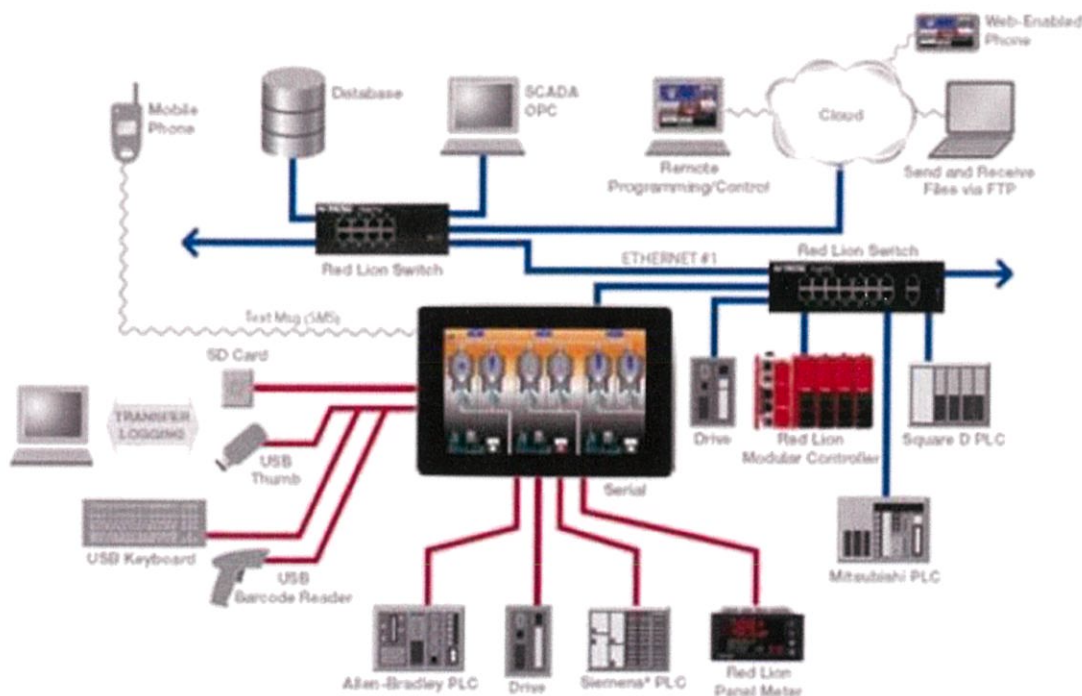 Web-Enabled
Phone
Mobile
Phone
Database
SCADA
OPC
Cloud
Remote
Programming/Control
Send and Receive
Files via FTP
Red Lion Switch
ETHERNET #1
Red Lion Switch
Text Msg (SMS)
SD Card
TRANSFER
LOGGING
USB
Thumb
Serial
Drive
Red Lion
Modular Controller
Square D PLC
USB Keyboard
USB
Barcode Reader
Mitsubishi PLC
Allen-Bradley PLC
Drive
Siemens* PLC
Red Lion
Panel Meter